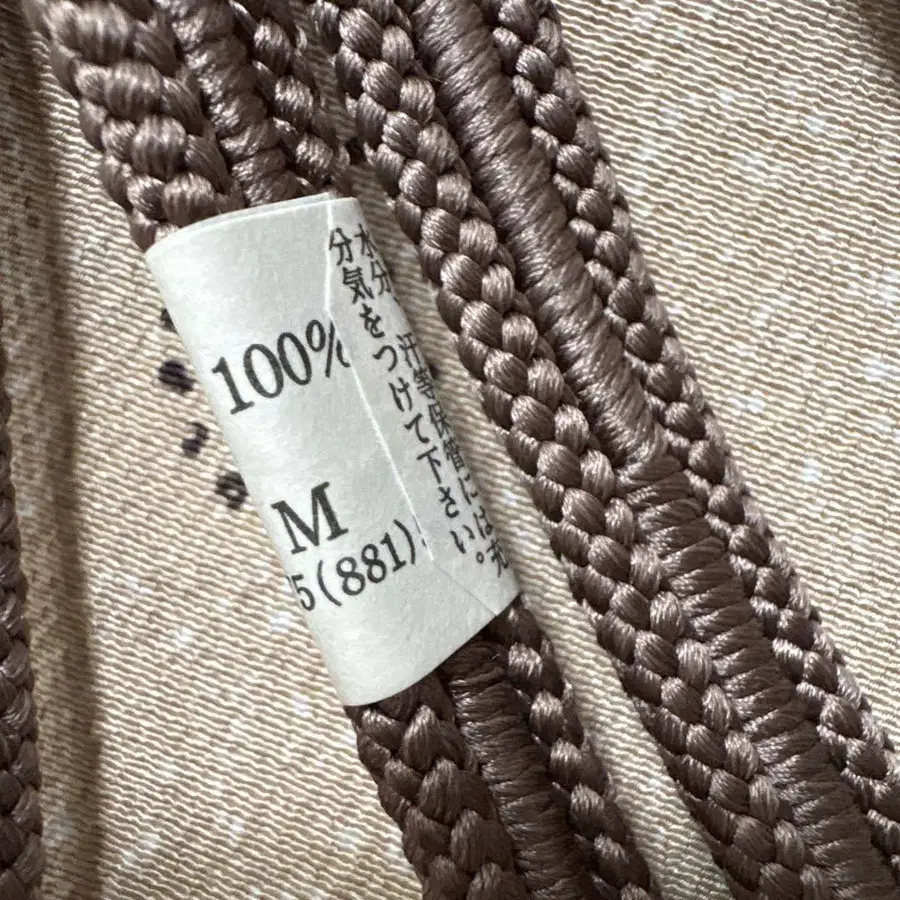 100%
M
5(881)
水分、汗等保管には充
分気をつけて下さい。